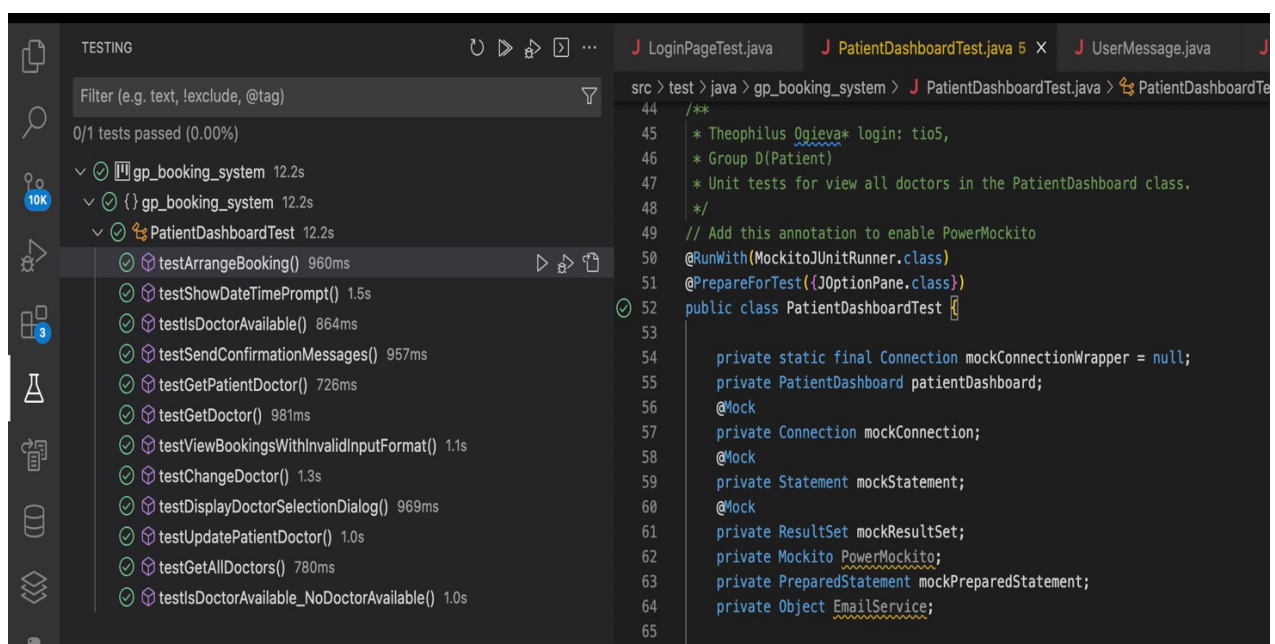 TESTING
Filter (e.g. text, !exclude, @tag)
0/1 tests passed (0.00%)
gp_booking_system 12.2s
{} gp_booking_system 12.2s
PatientDashboardTest 12.2s
testArrangeBooking() 960ms
testShowDateTimePrompt() 1.5s
testIsDoctorAvailable() 864ms
testSendConfirmationMessages() 957ms
testGetPatientDoctor() 726ms
testGetDoctor() 981ms
testViewBookingsWithInvalidInputFormat() 1.1s
testChangeDoctor() 1.3s
testDisplayDoctorSelectionDialog() 969ms
testUpdatePatientDoctor() 1.0s
testGetAllDoctors() 780ms
testIsDoctorAvailable_NoDoctorAvailable() 1.0s
10K
3
J LoginPageTest.java J PatientDashboardTest.java 5 X J UserMessage.java J
src > test > java > gp_booking_system > J PatientDashboardTest.java > PatientDashboardTe
44 /**
45 * Theophilus Ogieva* login: tio5,
46 * Group D(Patient)
47 * Unit tests for view all doctors in the PatientDashboard class.
48 */
49 // Add this annotation to enable PowerMockito
50 @RunWith(MockitoJUnitRunner.class)
51 @PrepareForTest({JOptionPane.class})
52 public class PatientDashboardTest {
53
54 private static final Connection mockConnectionWrapper = null;
55 private PatientDashboard patientDashboard;
56 @Mock
57 private Connection mockConnection;
58 @Mock
59 private Statement mockStatement;
60 @Mock
61 private ResultSet mockResultSet;
62 private Mockito PowerMockito;
63 private PreparedStatement mockPreparedStatement;
64 private Object EmailService;
65